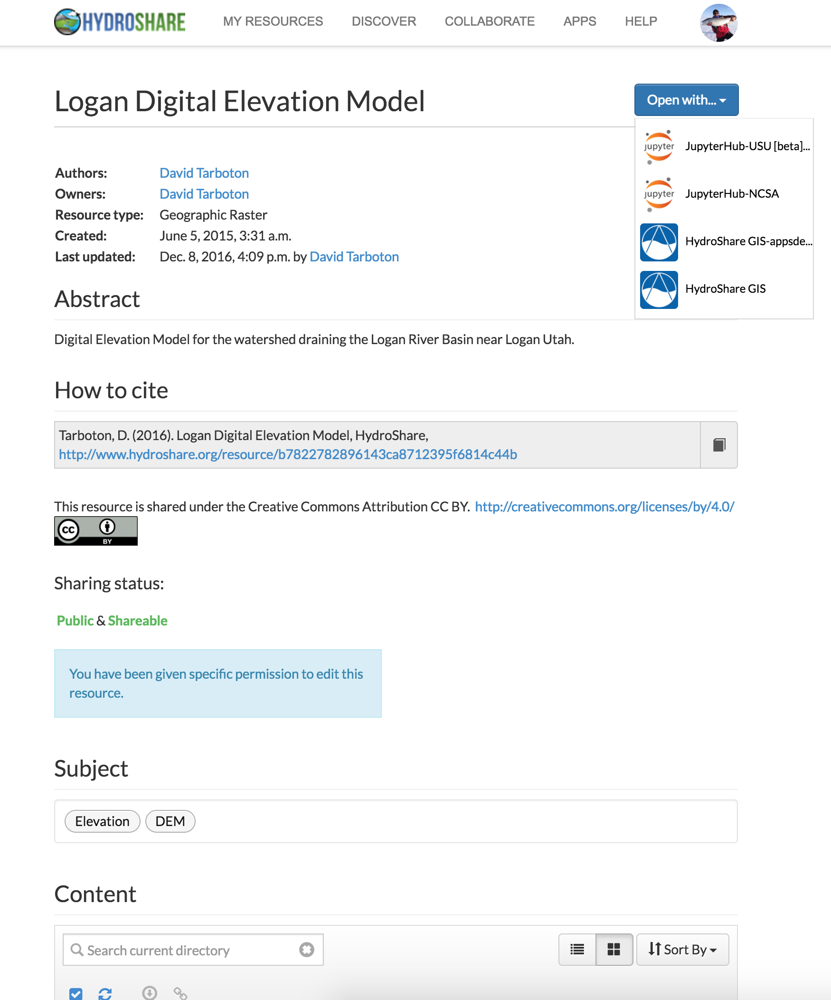 HYDROSHARE
MY RESOURCES
DISCOVER
COLLABORATE
APPS
HELP
Logan Digital Elevation Model
Open with...
jupyter
JupyterHub-USU [beta]...
jupyter
JupyterHub-NCSA
HydroShare GIS-appsde...
HydroShare GIS
Authors: David Tarboton
Owners: David Tarboton
Resource type: Geographic Raster
Created: June 5, 2015, 3:31 a.m.
Last updated: Dec. 8, 2016, 4:09 p.m. by David Tarboton
Abstract
Digital Elevation Model for the watershed draining the Logan River Basin near Logan Utah.
How to cite
Tarboton, D. (2016). Logan Digital Elevation Model, HydroShare,
http://www.hydroshare.org/resource/b7822782896143ca8712395f6814c44b
This resource is shared under the Creative Commons Attribution CC BY. http://creativecommons.org/licenses/by/4.0/
CC
BY
Sharing status:
Public & Shareable
You have been given specific permission to edit this
resource.
Subject
Elevation
DEM
Content
Search current directory
Sort By